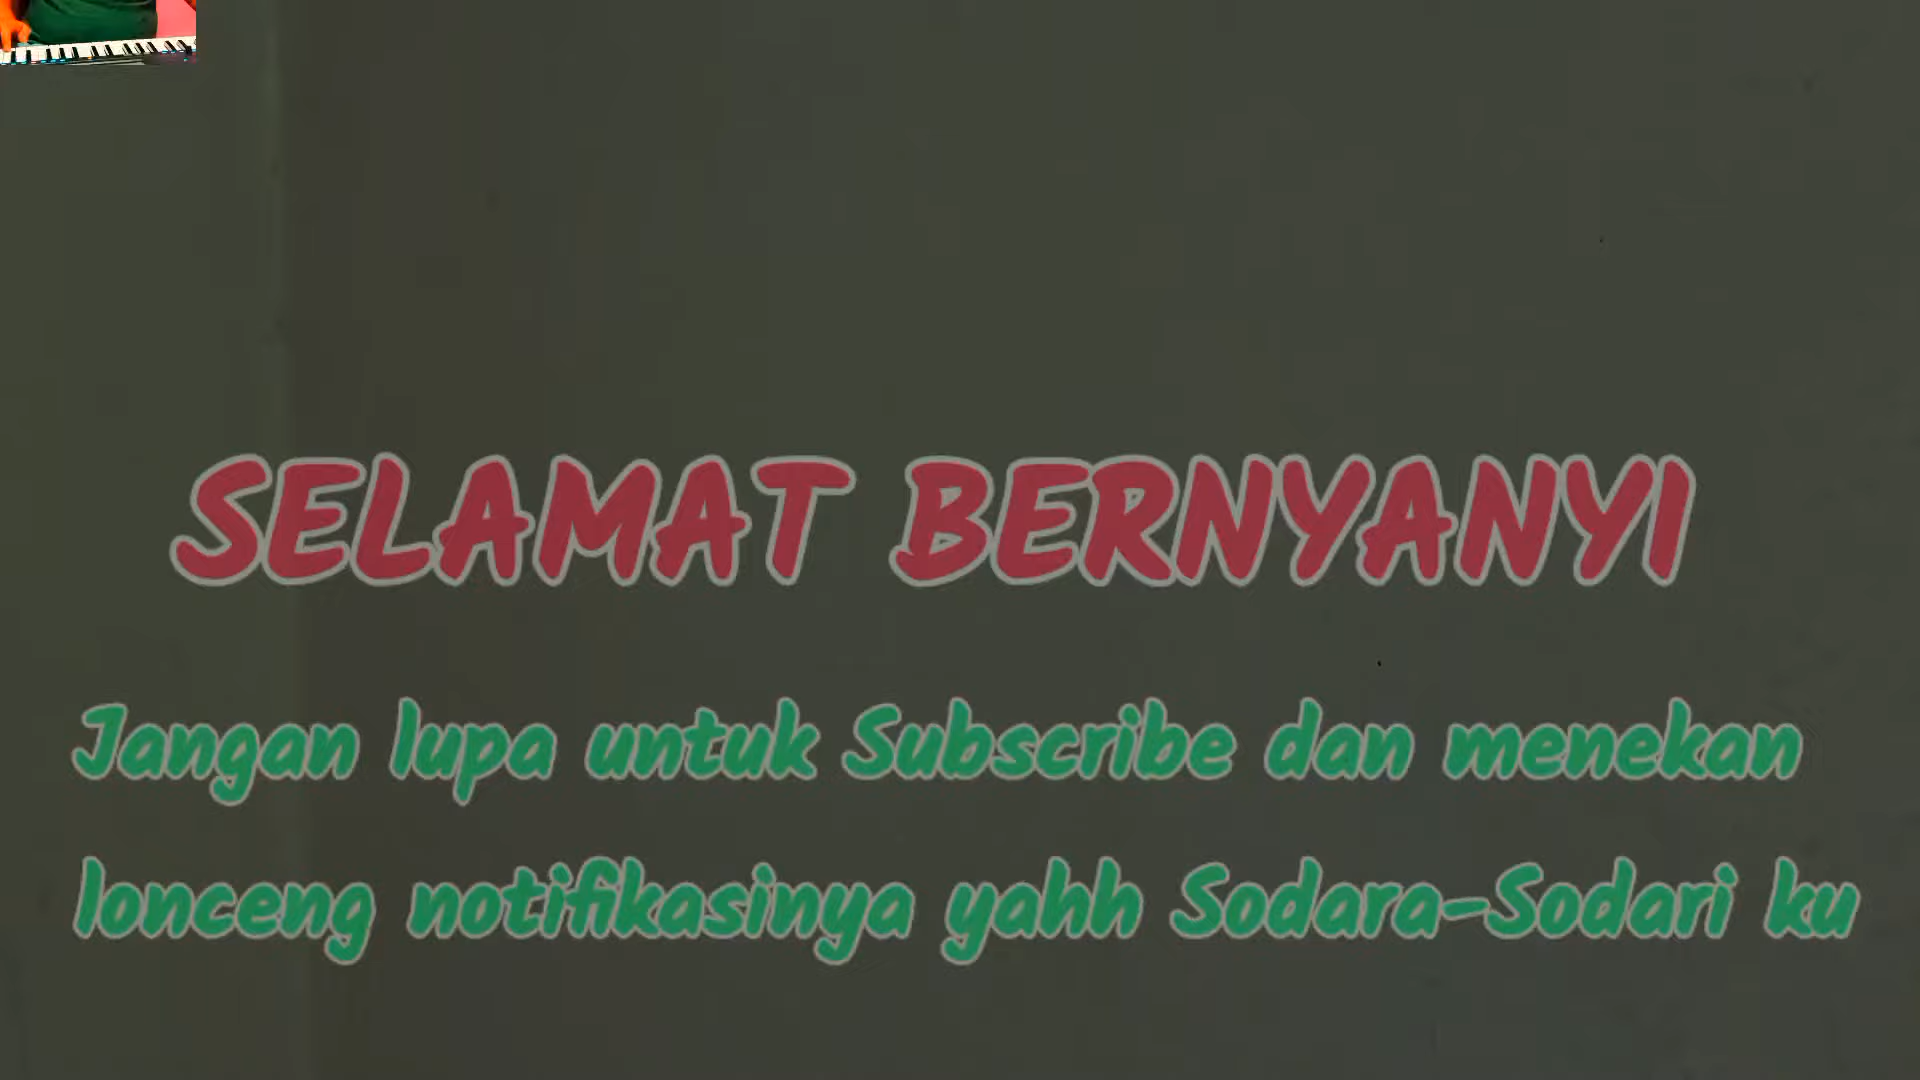 SELAMAT BERNYANYI
Jangan lupa untuk Subscribe dan menekan
lonceng notifikasinya yahh Sodara-Sodari ku